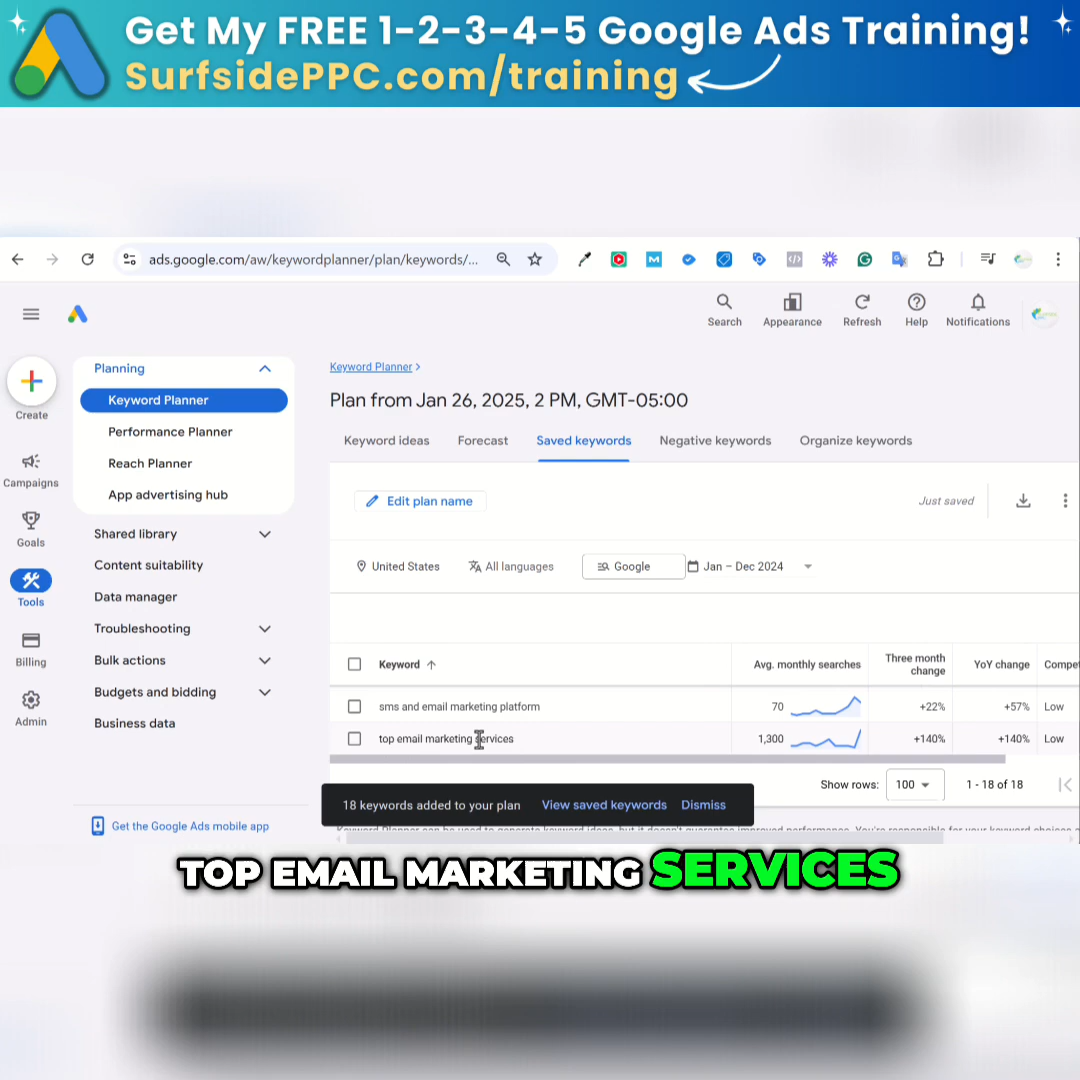 Get My FREE 1-2-3-4-5 Google Ads Training!
SurfsidePPC.com/training
ads.google.com/aw/keywordplanner/plan/keywords/...
Search
Appearance
Refresh
Help
Notifications
Create
Campaigns
Goals
Tools
Billing
Admin
Planning
Keyword Planner
Performance Planner
Reach Planner
App advertising hub
Shared library
Content suitability
Data manager
Troubleshooting
Bulk actions
Budgets and bidding
Business data
Get the Google Ads mobile app
Keyword Planner
Plan from Jan 26, 2025, 2 PM, GMT-05:00
Keyword ideas Forecast Saved keywords Negative keywords Organize keywords
Edit plan name
Just saved
United States All languages Google Jan – Dec 2024
Keyword Avg. monthly searches Three month change YoY change Compet
sms and email marketing platform 70 +22% +57% Low
top email marketing services 1,300 +140% +140% Low
Show rows: 100 1 - 18 of 18
18 keywords added to your plan View saved keywords Dismiss
TOP EMAIL MARKETING SERVICES